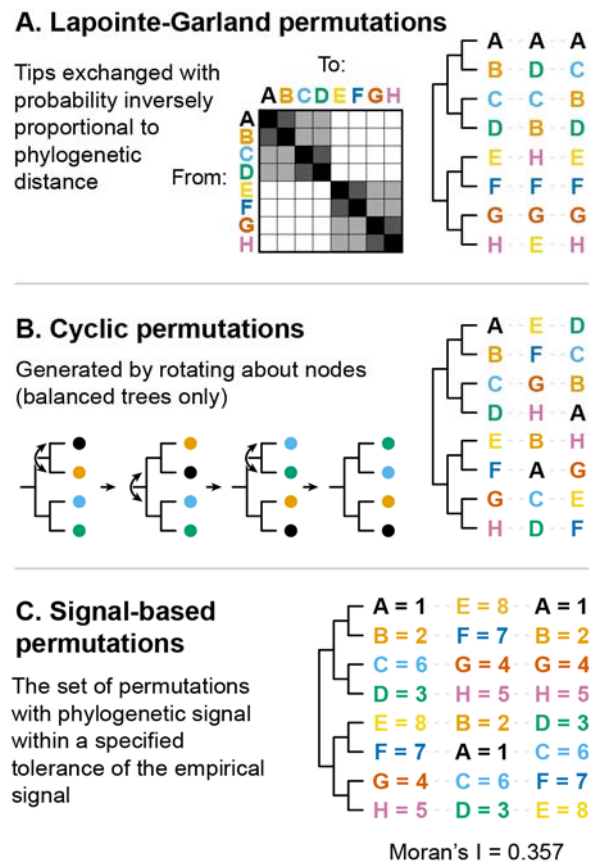 A. Lapointe-Garland permutations
Tips exchanged with
probability inversely
proportional to
phylogenetic
distance
To:
A B C D E F G H
From:
A
B
C
D
E
F
G
H
A A A
B D C
C C B
D B D
E H E
F F F
G G G
H E H
B. Cyclic permutations
Generated by rotating about nodes
(balanced trees only)
A E D
B F C
C G B
D H A
E B H
F A G
G C E
H D F
C. Signal-based
permutations
The set of permutations
with phylogenetic signal
within a specified
tolerance of the empirical
signal
A = 1 E = 8 A = 1
B = 2 F = 7 B = 2
C = 6 G = 4 G = 4
D = 3 H = 5 H = 5
E = 8 B = 2 D = 3
F = 7 A = 1 C = 6
G = 4 C = 6 F = 7
H = 5 D = 3 E = 8
Moran's I = 0.357